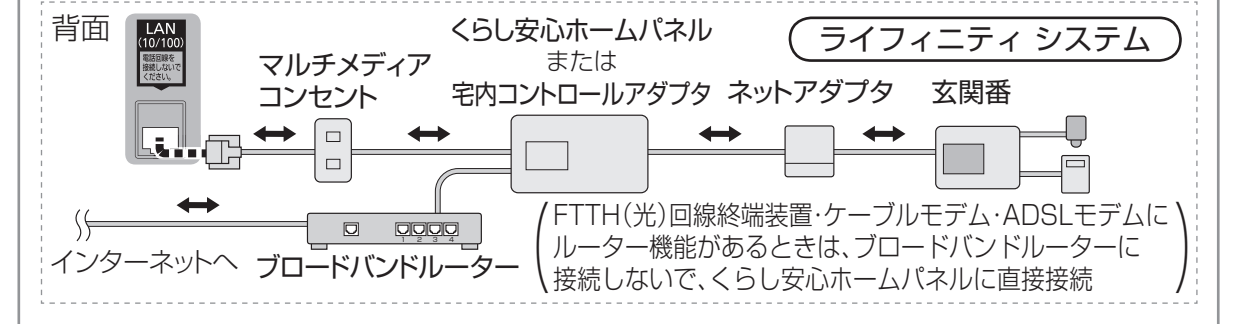 背面
LAN
(10/100)
電話回線を
接続しないで
ください。
マルチメディア
コンセント
くらし安心ホームパネル
または
宅内コントロールアダプタ
ネットアダプタ
玄関番
ライフィニティ システム
インターネットへ
ブロードバンドルーター
1 2 3 4
(FTTH(光)回線終端装置・ケーブルモデム・ADSLモデムに
ルーター機能があるときは、ブロードバンドルーターに
接続しないで、くらし安心ホームパネルに直接接続)